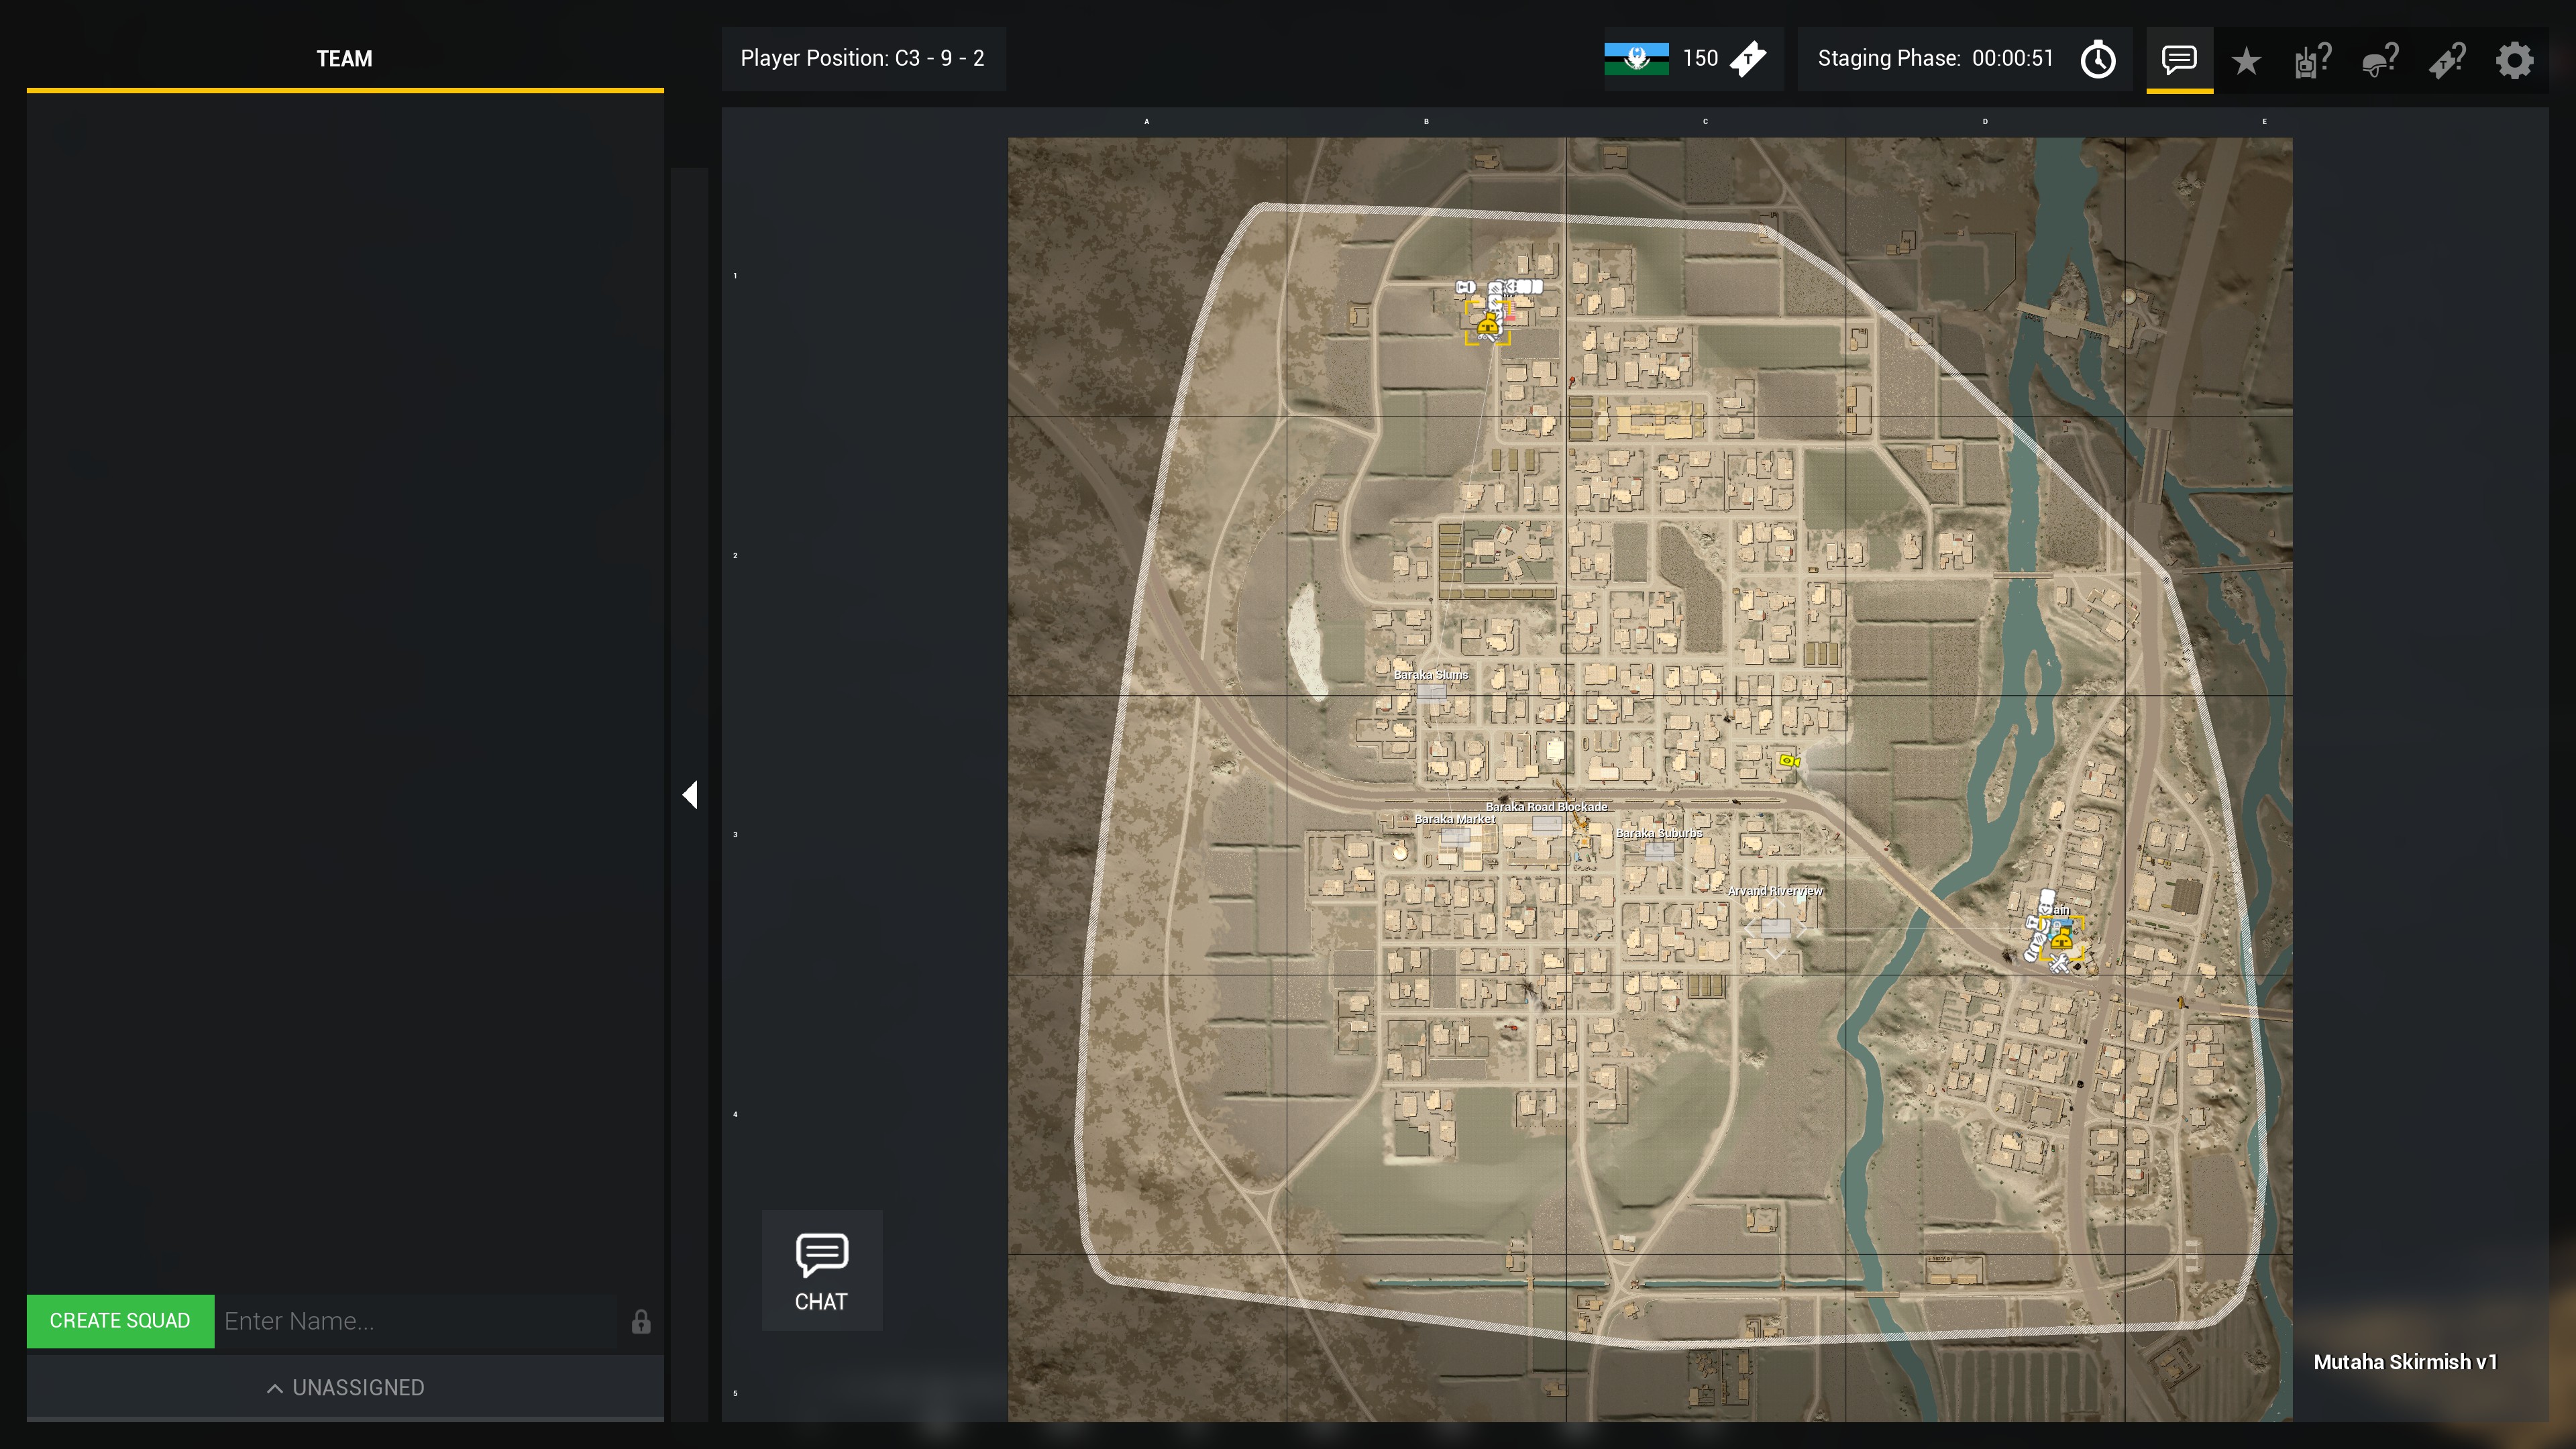 TEAM
Player Position: C3 - 9 - 2
150
T
Staging Phase: 00:00:51
A
B
C
D
E
1
2
3
4
5
Baraka Slums
Baraka Road Blockade
Baraka Market
Baraka Suburbs
Arvand Riverview
CHAT
CREATE SQUAD
Enter Name...
UNASSIGNED
Mutaha Skirmish v1